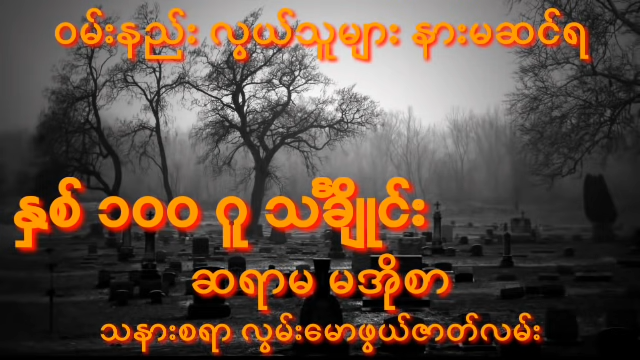 ဝမ်းနည်း လွယ်သူများ နားမဆင်ရ
နှစ် ၁၀၀ ဂူ သင်္ချိုင်း
ဆရာမ မအိုစာ
သနားစရာ လွမ်းမောဖွယ်ဇာတ်လမ်း